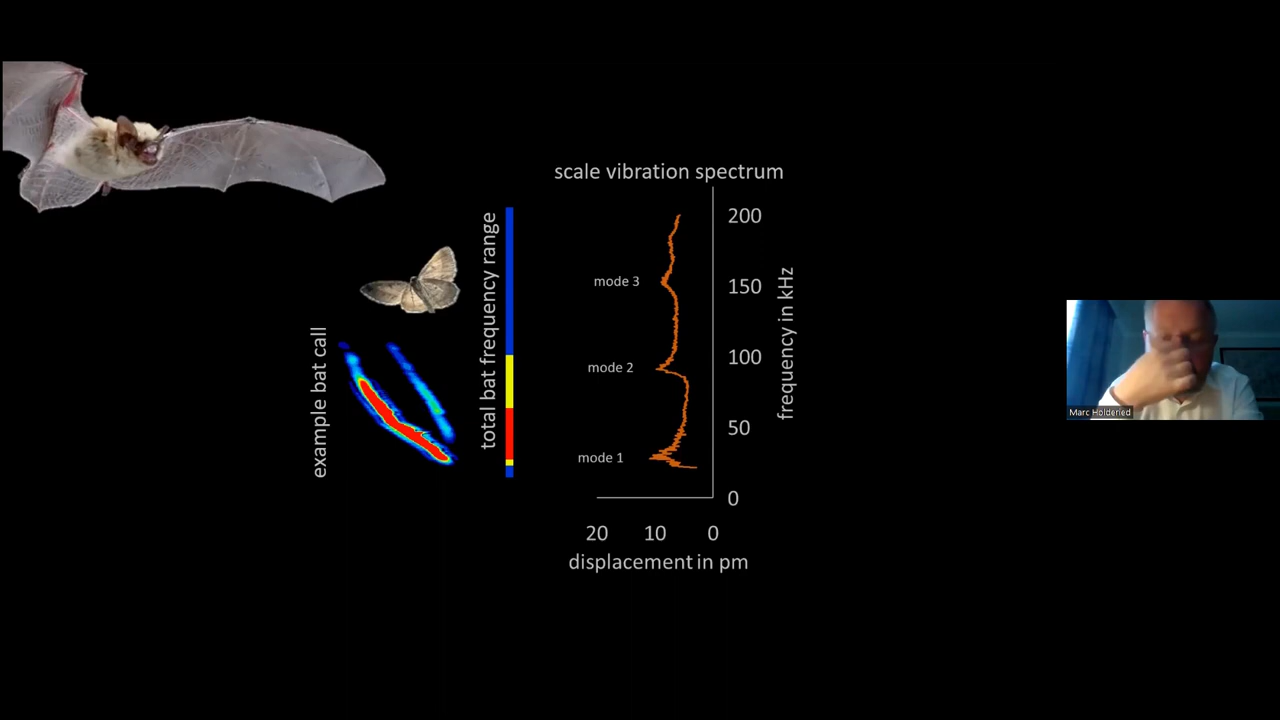 scale vibration spectrum
example bat call
total bat frequency range
mode 3
mode 2
mode 1
200
150
100
50
0
frequency in kHz
20 10 0
displacement in pm
Marc Holderied